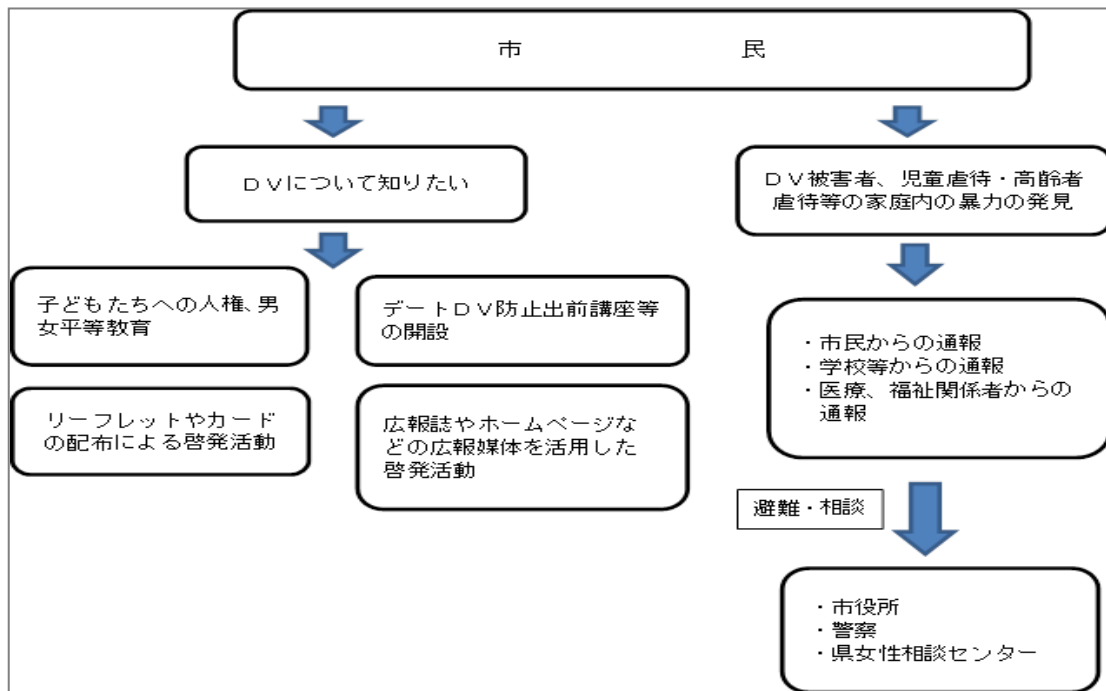 市　　　　　民
ＤＶについて知りたい
ＤＶ被害者、児童虐待・高齢者
虐待等の家庭内の暴力の発見
子どもたちへの人権、男
女平等教育
デートＤＶ防止出前講座等
の開設
リーフレットやカード
の配布による啓発活動
広報誌やホームページな
どの広報媒体を活用した
啓発活動
・市民からの通報
・学校等からの通報
・医療、福祉関係者からの
通報
避難・相談
・市役所
・警察
・県女性相談センター